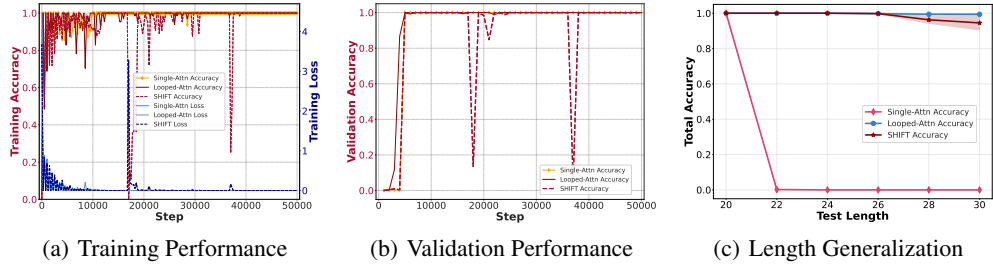 Training Accuracy
1.0
0.8
0.6
0.4
0.2
0.0
0
10000
20000
30000
40000
50000
Step
4
3
2
1
0
Training Loss
Single-Attn Accuracy
Looped-Attn Accuracy
SHIFT Accuracy
Single-Attn Loss
Looped-Attn Loss
SHIFT Loss
(a) Training Performance
Validation Accuracy
1.0
0.8
0.6
0.4
0.2
0.0
0
10000
20000
30000
40000
50000
Step
Single-Attn Accuracy
Looped-Attn Accuracy
SHIFT Accuracy
(b) Validation Performance
Total Accuracy
1.0
0.8
0.6
0.4
0.2
0.0
20
22
24
26
28
30
Test Length
Single-Attn Accuracy
Looped-Attn Accuracy
SHIFT Accuracy
(c) Length Generalization